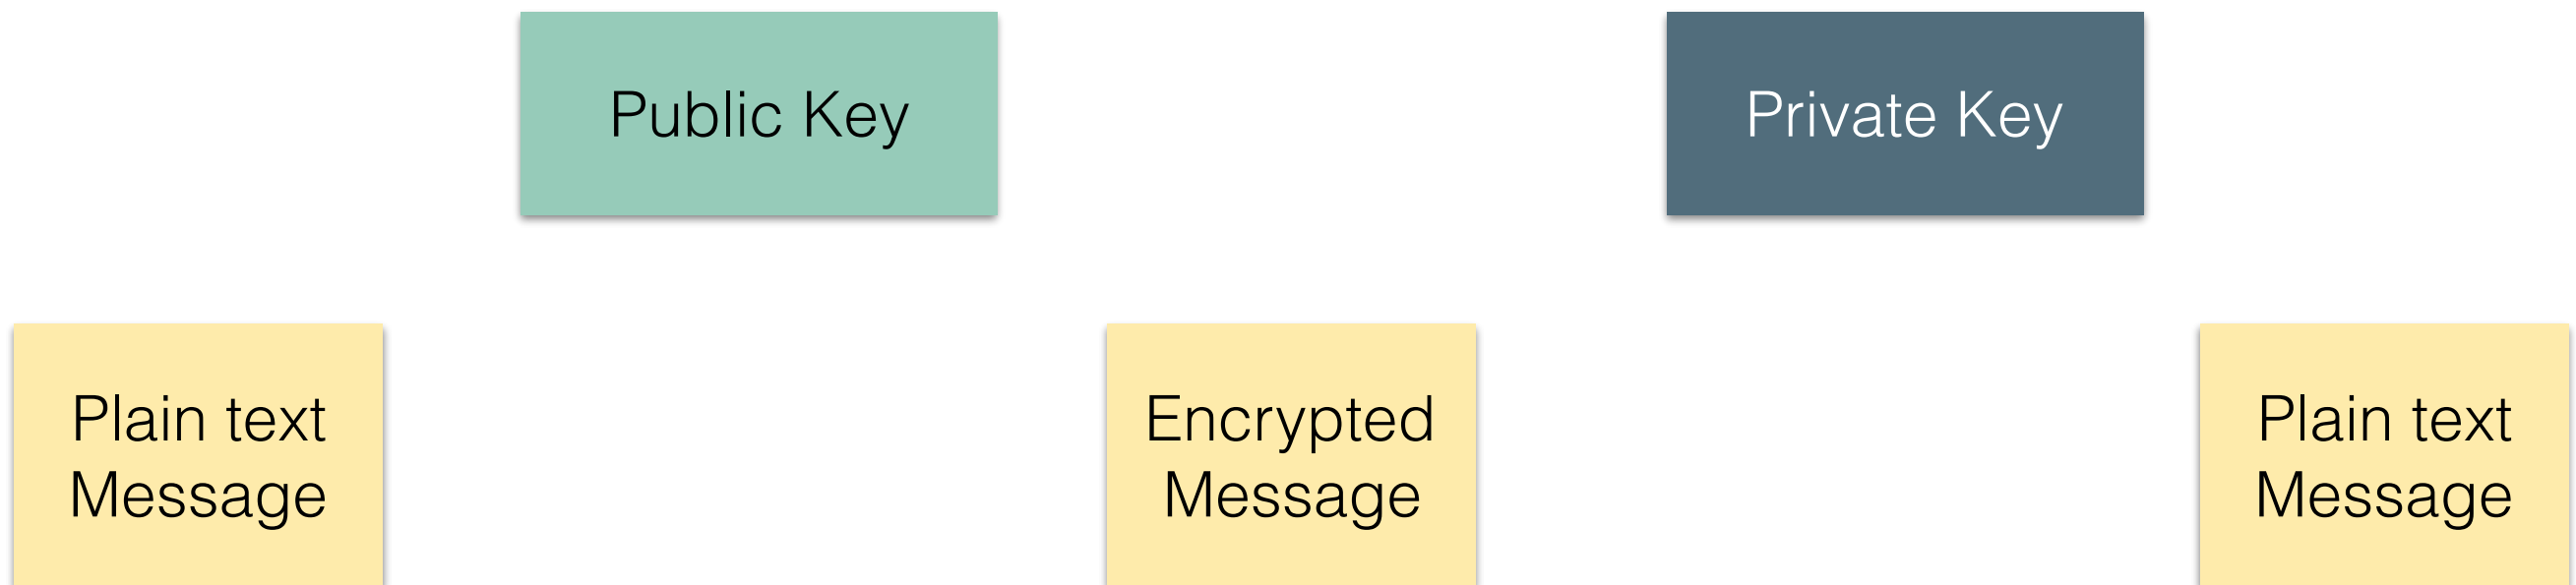 Public Key
Private Key
Plain text
Message
Encrypted
Message
Plain text
Message